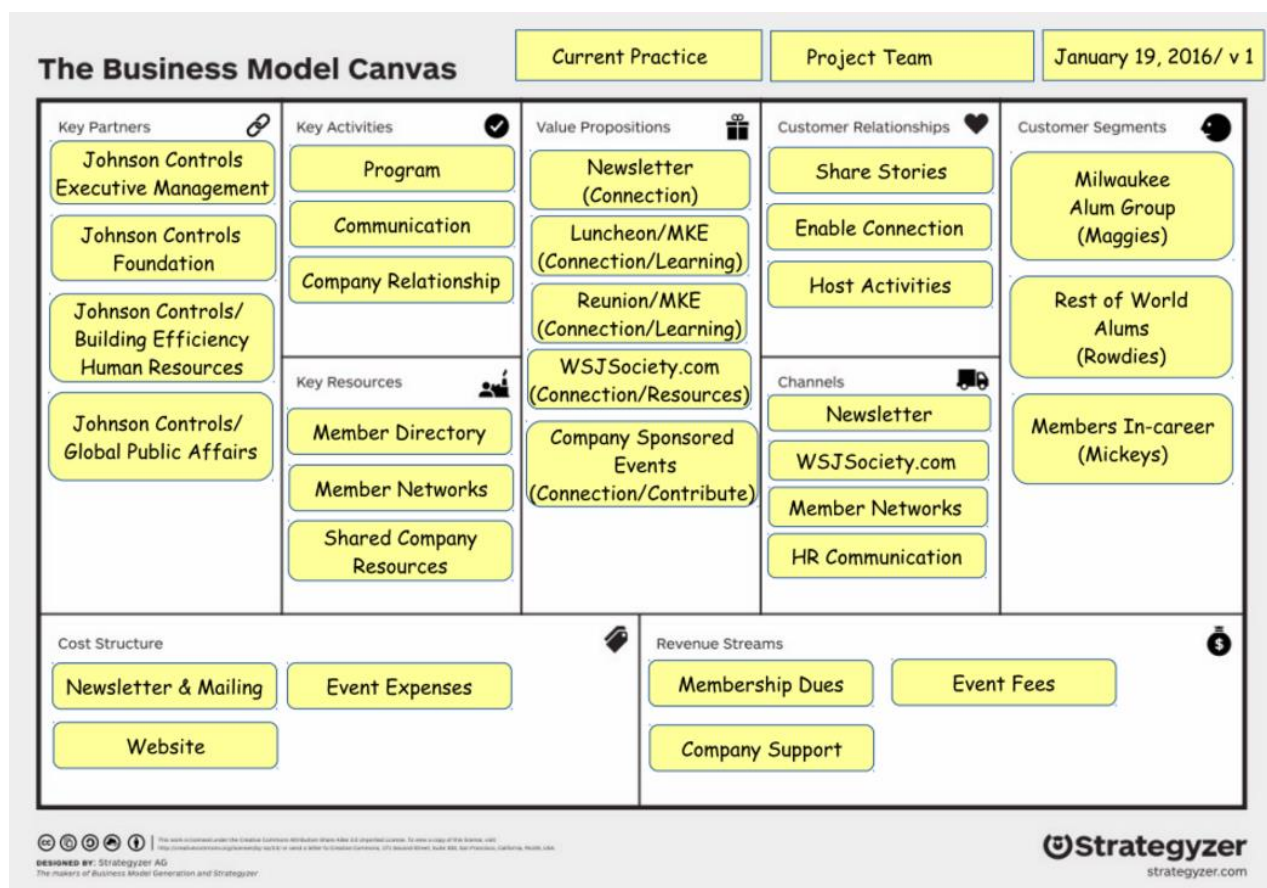 The Business Model Canvas
Current Practice
Project Team
January 19, 2016/ v 1
Key Partners
Johnson Controls
Executive Management
Johnson Controls
Foundation
Johnson Controls/
Building Efficiency
Human Resources
Johnson Controls/
Global Public Affairs
Key Activities
Program
Communication
Company Relationship
Key Resources
Member Directory
Member Networks
Shared Company
Resources
Value Propositions
Newsletter
(Connection)
Luncheon/MKE
(Connection/Learning)
Reunion/MKE
(Connection/Learning)
WSJSociety.com
(Connection/Resources)
Company Sponsored
Events
(Connection/Contribute)
Customer Relationships
Share Stories
Enable Connection
Host Activities
Channels
Newsletter
WSJSociety.com
Member Networks
HR Communication
Customer Segments
Milwaukee
Alum Group
(Maggies)
Rest of World
Alums
(Rowdies)
Members In-career
(Mickeys)
Cost Structure
Newsletter & Mailing
Event Expenses
Website
Revenue Streams
Membership Dues
Event Fees
Company Support
DESIGNED BY: Strategyzer AG
The makers of Business Model Generation and Strategyzer
Strategyzer
strategyzer.com